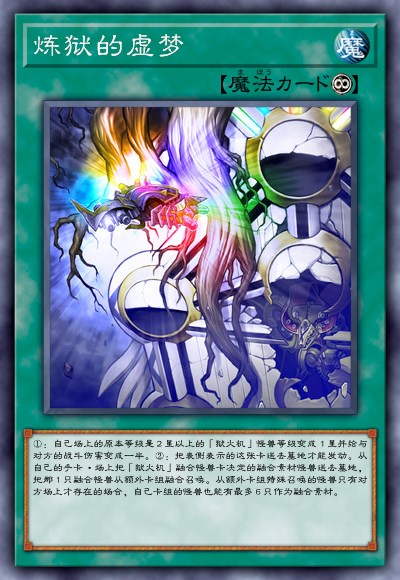 炼狱的虚梦
魔
【魔法カード】
ま ほう
①：自己场上的原本等级是２星以上的「狱火机」怪兽等级变成１星并给与
对方的战斗伤害变成一半。②：把表侧表示的这张卡送去墓地才能发动。从
自己的手卡・场上把「狱火机」融合怪兽卡决定的融合素材怪兽送去墓地，
把那１只融合怪兽从额外卡组融合召唤。从额外卡组特殊召唤的怪兽只有对
方场上才存在的场合，自己卡组的怪兽也能有最多６只作为融合素材。